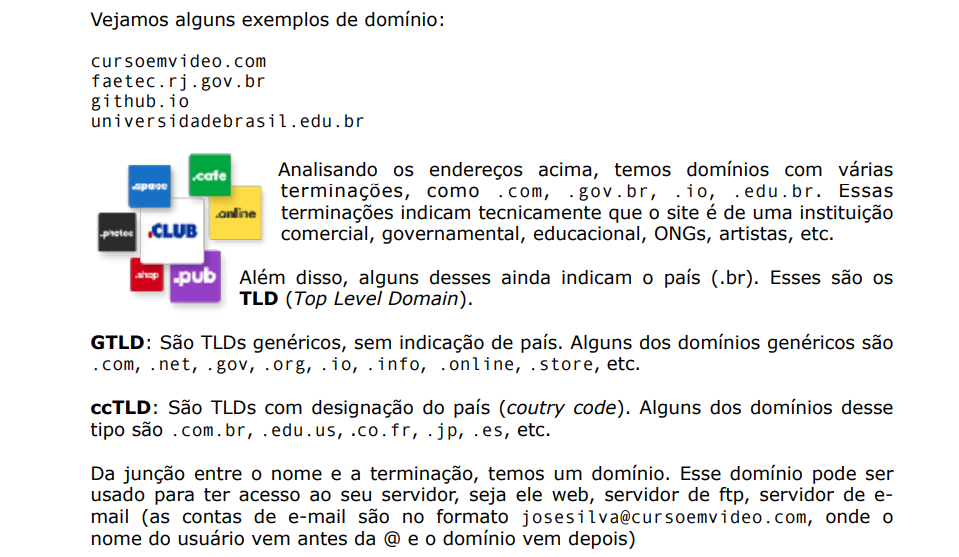 Vejamos alguns exemplos de domínio:
cursoemvideo.com
faetec.rj.gov.br
github.io
universidadebrasil.edu.br
.space
.cafe
.online
.photos
.CLUB
.shop
.pub
Analisando os endereços acima, temos domínios com várias
terminações, como .com, .gov.br, .io, .edu.br. Essas
terminações indicam tecnicamente que o site é de uma instituição
comercial, governamental, educacional, ONGs, artistas, etc.
Além disso, alguns desses ainda indicam o país (.br). Esses são os
TLD (Top Level Domain).
GTLD: São TLDs genéricos, sem indicação de país. Alguns dos domínios genéricos são
.com, .net, .gov, .org, .io, .info, .online, .store, etc.
ccTLD: São TLDs com designação do país (coutry code). Alguns dos domínios desse
tipo são .com.br, .edu.us, .co.fr, .jp, .es, etc.
Da junção entre o nome e a terminação, temos um domínio. Esse domínio pode ser
usado para ter acesso ao seu servidor, seja ele web, servidor de ftp, servidor de e-
mail (as contas de e-mail são no formato josesilva@cursoemvideo.com, onde o
nome do usuário vem antes da @ e o domínio vem depois)